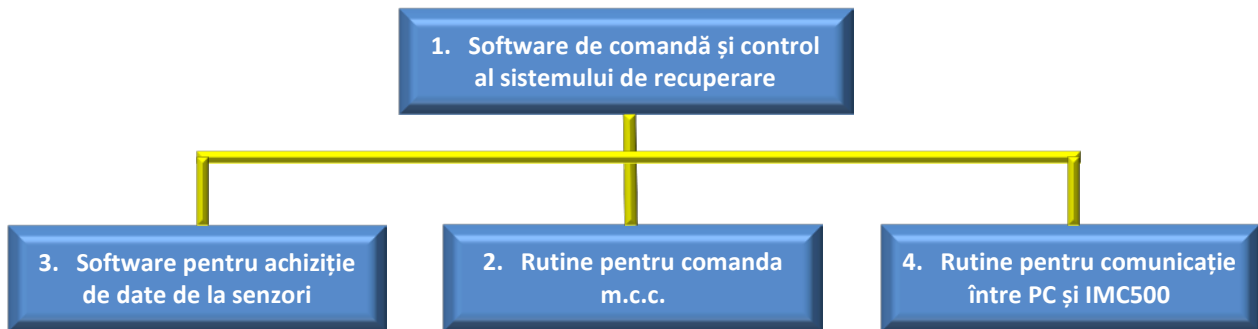 1. Software de comandă și control
al sistemului de recuperare
3. Software pentru achiziție
de date de la senzori
2. Rutine pentru comanda
m.c.c.
4. Rutine pentru comunicație
între PC și IMC500